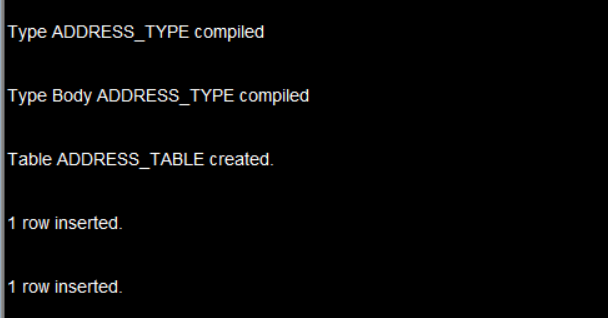 Type ADDRESS_TYPE compiled
Type Body ADDRESS_TYPE compiled
Table ADDRESS_TABLE created.
1 row inserted.
1 row inserted.